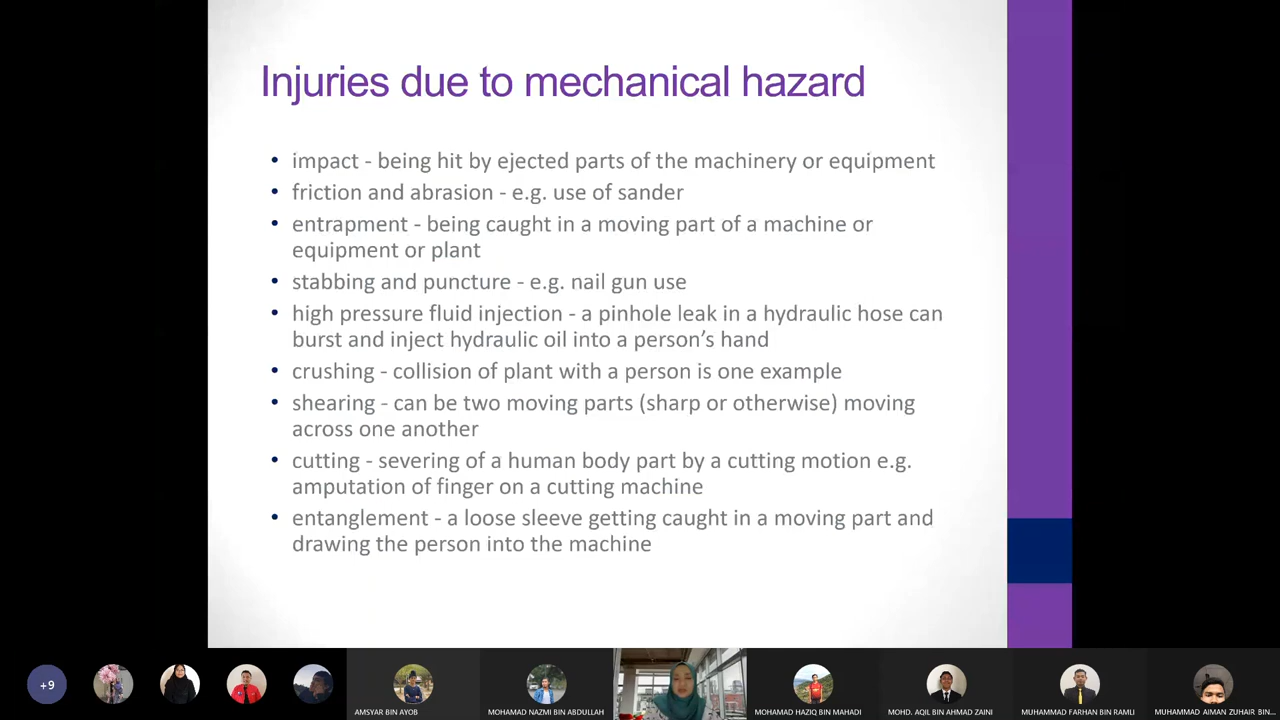 Injuries due to mechanical hazard
• impact - being hit by ejected parts of the machinery or equipment
• friction and abrasion - e.g. use of sander
• entrapment - being caught in a moving part of a machine or
equipment or plant
• stabbing and puncture - e.g. nail gun use
• high pressure fluid injection - a pinhole leak in a hydraulic hose can
burst and inject hydraulic oil into a person’s hand
• crushing - collision of plant with a person is one example
• shearing - can be two moving parts (sharp or otherwise) moving
across one another
• cutting - severing of a human body part by a cutting motion e.g.
amputation of finger on a cutting machine
• entanglement - a loose sleeve getting caught in a moving part and
drawing the person into the machine
+9
AMSYAR BIN AYOB
MOHAMAD NAZMI BIN ABDULLAH
MOHAMAD HAZIQ BIN MAHADI
MOHD. AQIL BIN AHMAD ZAINI
MUHAMMAD FARHAN BIN RAMLI
MUHAMMAD AIMAN ZUHAIR BIN...